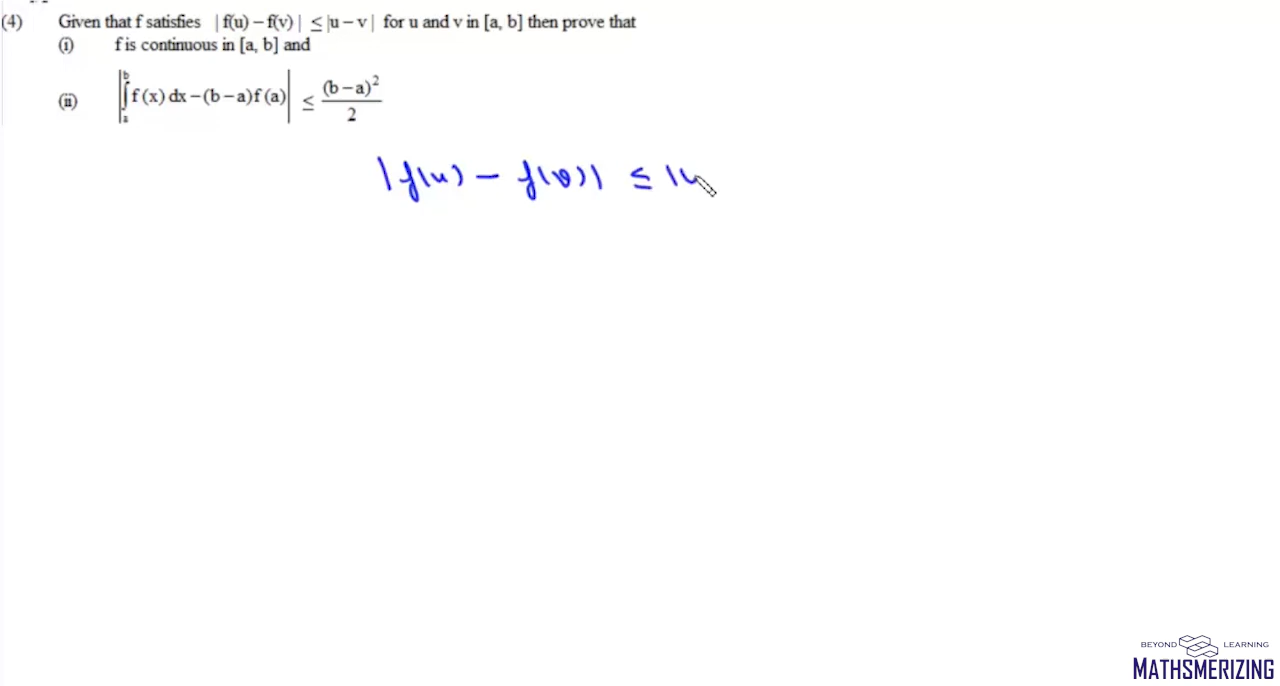 (4) Given that f satisfies | f(u) – f(v) | ≤ |u – v | for u and v in [a, b] then prove that
(i) f is continuous in [a, b] and
(ii) |∫ₐᵇ f (x) dx – (b – a)f (a)| ≤ (b – a)² / 2
|f(u) – f(v)| ≤ |u
BEYOND LEARNING
MATHSMERIZING